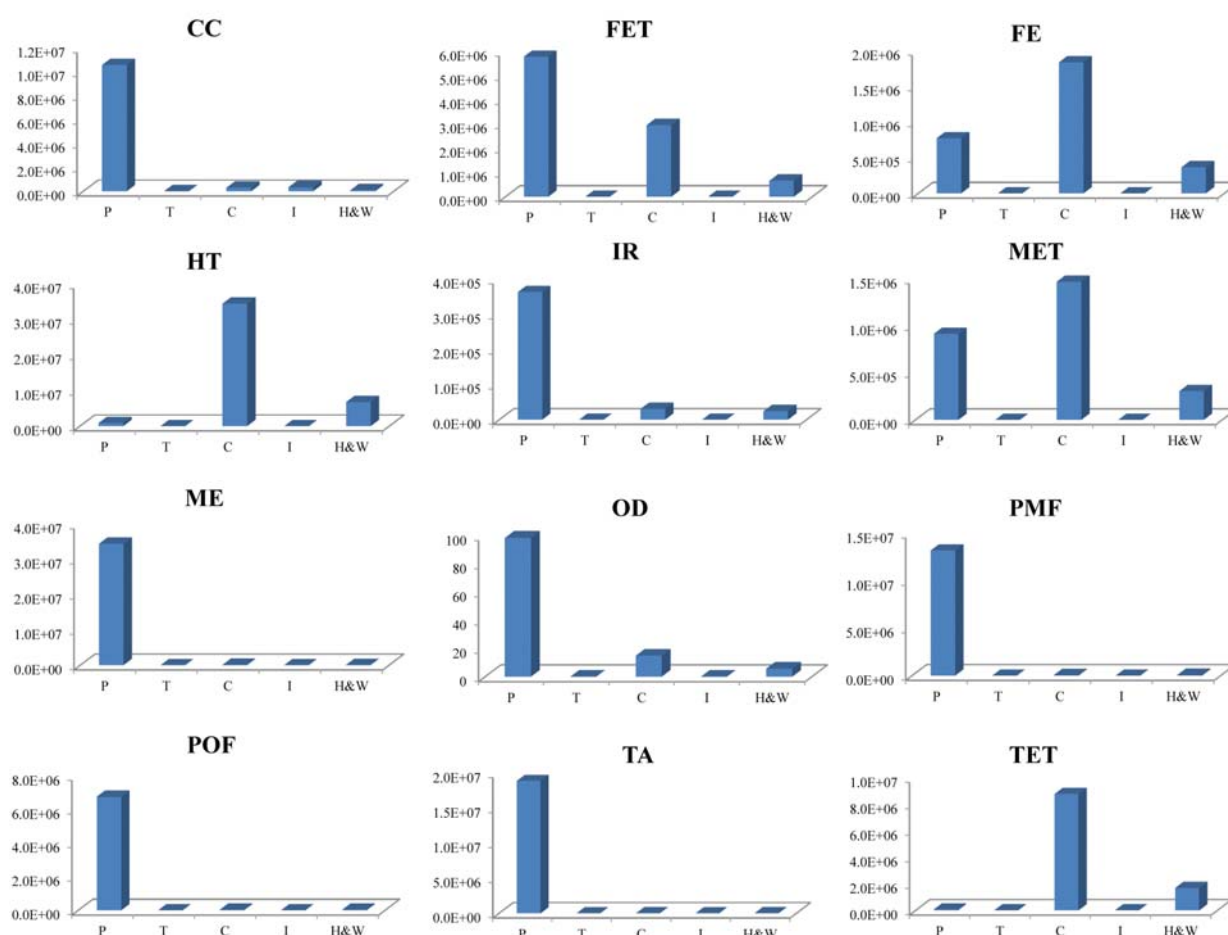 CC
1.2E+07
1.0E+07
8.0E+06
6.0E+06
4.0E+06
2.0E+06
0.0E+00
P T C I H&W
FET
6.0E+06
5.0E+06
4.0E+06
3.0E+06
2.0E+06
1.0E+06
0.0E+00
P T C I H&W
FE
2.0E+06
1.5E+06
1.0E+06
5.0E+05
0.0E+00
P T C I H&W
HT
4.0E+07
3.0E+07
2.0E+07
1.0E+07
0.0E+00
P T C I H&W
IR
4.0E+05
3.0E+05
2.0E+05
1.0E+05
0.0E+00
P T C I H&W
MET
1.5E+06
1.0E+06
5.0E+05
0.0E+00
P T C I H&W
ME
4.0E+07
3.0E+07
2.0E+07
1.0E+07
0.0E+00
P T C I H&W
OD
100
80
60
40
20
0
P T C I H&W
PMF
1.5E+07
1.0E+07
5.0E+06
0.0E+00
P T C I H&W
POF
8.0E+06
6.0E+06
4.0E+06
2.0E+06
0.0E+00
P T C I H&W
TA
2.0E+07
1.5E+07
1.0E+07
5.0E+06
0.0E+00
P T C I H&W
TET
1.0E+07
8.0E+06
6.0E+06
4.0E+06
2.0E+06
0.0E+00
P T C I H&W